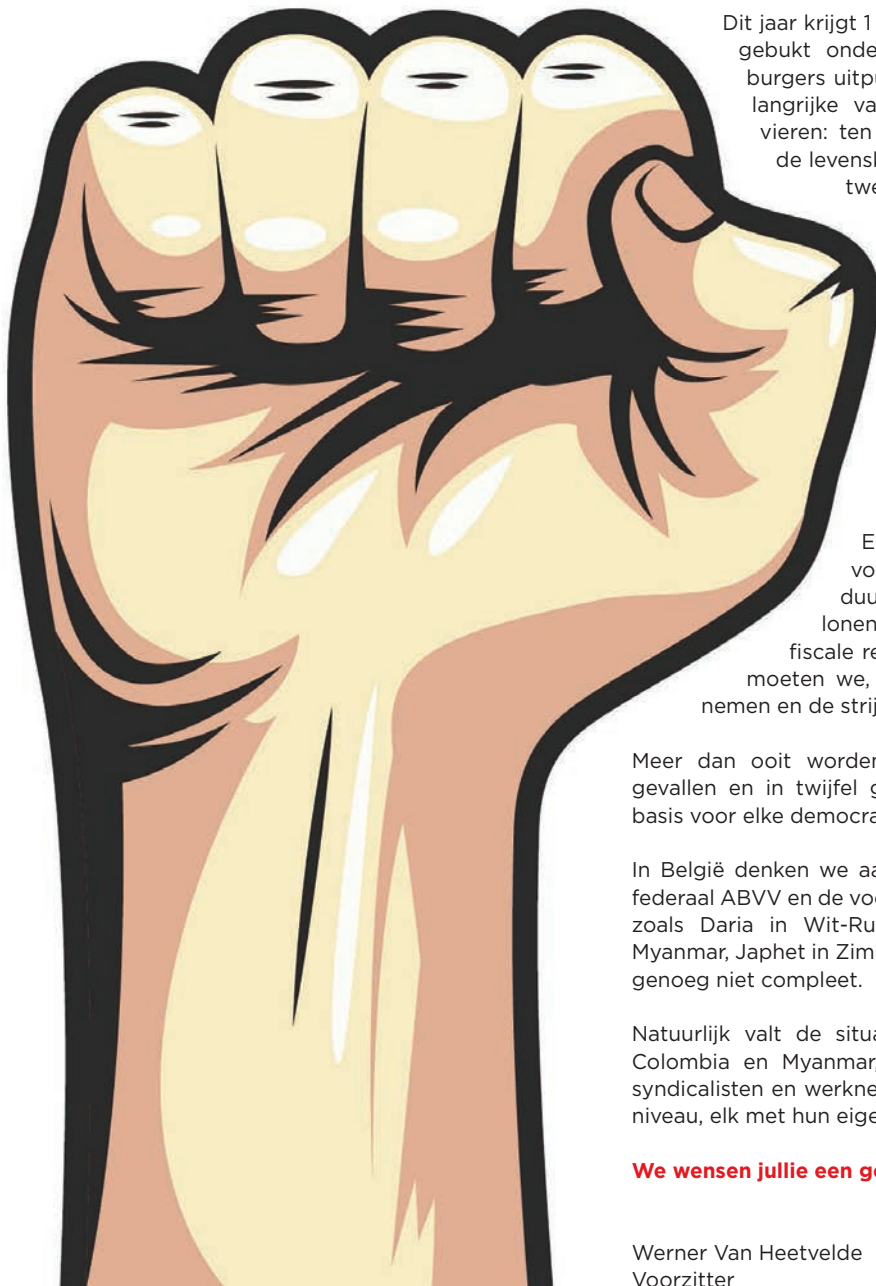 Dit jaar krijgt 1
gebukt onde
burgers uitpu
langrijke va
vieren: ten
de levensl
twe
E
vo
duu
lonen
fiscale re
moeten we,
nemen en de strij
Meer dan ooit worden
gevallen en in twijfel g
basis voor elke democra
In België denken we aa
federaal ABVV en de voo
zoals Daria in Wit-Ru
Myanmar, Japhet in Zim
genoeg niet compleet.
Natuurlijk valt de situa
Colombia en Myanmar,
syndicalisten en werkne
niveau, elk met hun eige
We wensen jullie een ge
Werner Van Heetvelde
Voorzitter